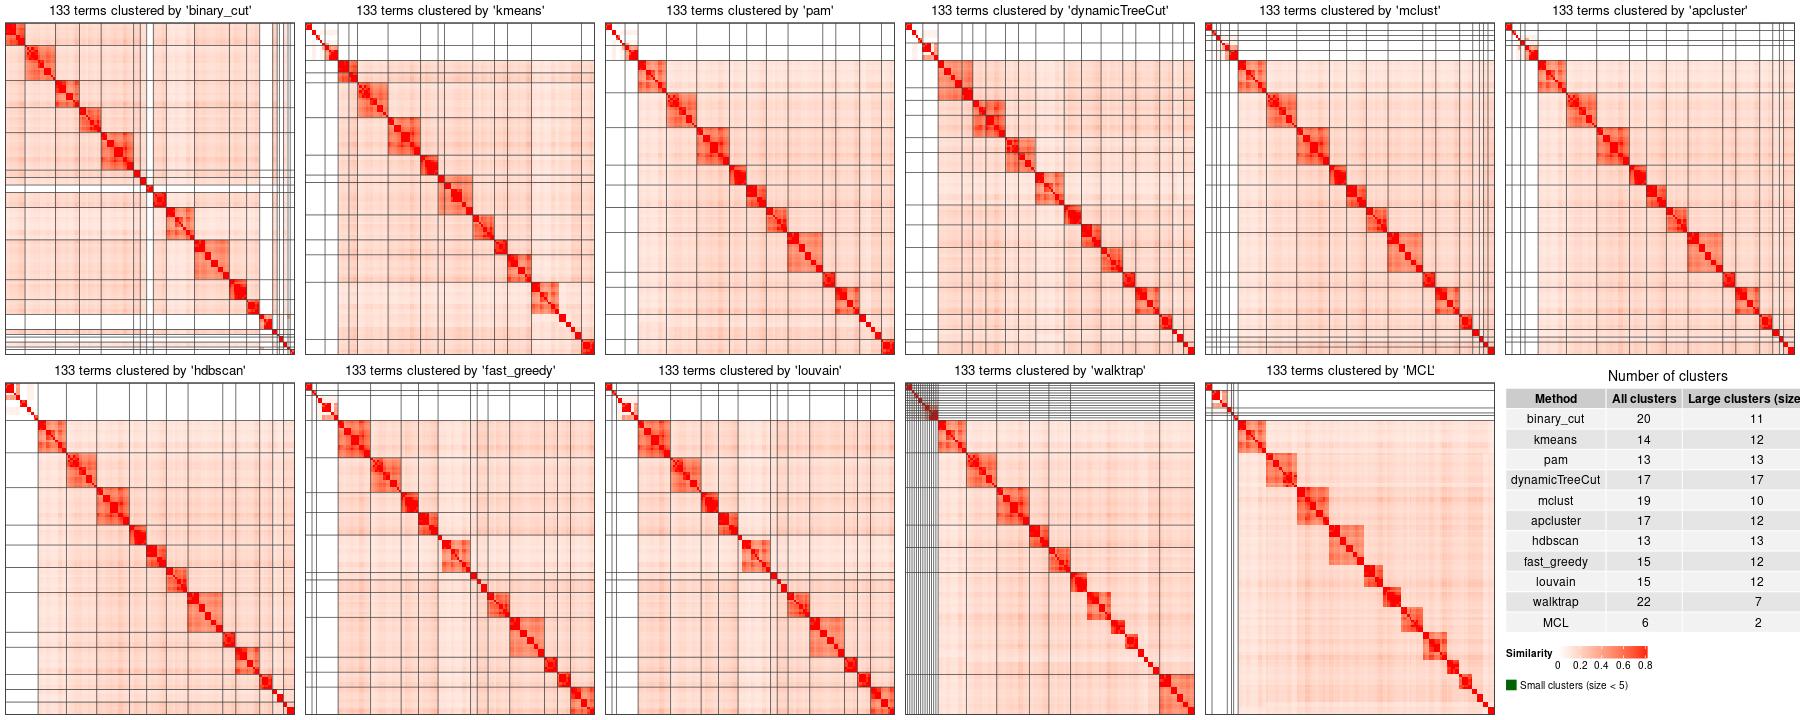 133 terms clustered by 'binary_cut'
133 terms clustered by 'kmeans'
133 terms clustered by 'pam'
133 terms clustered by 'dynamicTreeCut'
133 terms clustered by 'mclust'
133 terms clustered by 'apcluster'
133 terms clustered by 'hdbscan'
133 terms clustered by 'fast_greedy'
133 terms clustered by 'louvain'
133 terms clustered by 'walktrap'
133 terms clustered by 'MCL'
Number of clusters
Method All clusters Large clusters (size
binary_cut 20 11
kmeans 14 12
pam 13 13
dynamicTreeCut 17 17
mclust 19 10
apcluster 17 12
hdbscan 13 13
fast_greedy 15 12
louvain 15 12
walktrap 22 7
MCL 6 2
Similarity
0 0.2 0.4 0.6 0.8
Small clusters (size < 5)